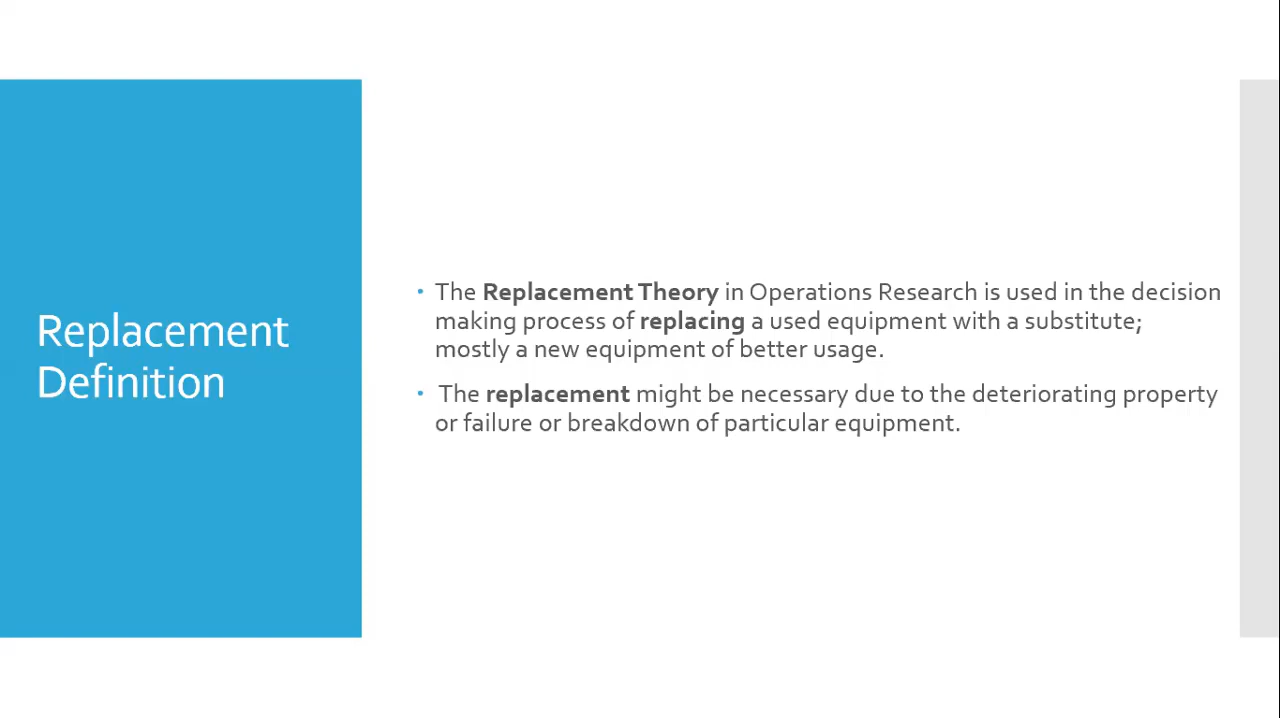 Replacement
Definition
The Replacement Theory in Operations Research is used in the decision
making process of replacing a used equipment with a substitute;
mostly a new equipment of better usage.
The replacement might be necessary due to the deteriorating property
or failure or breakdown of particular equipment.